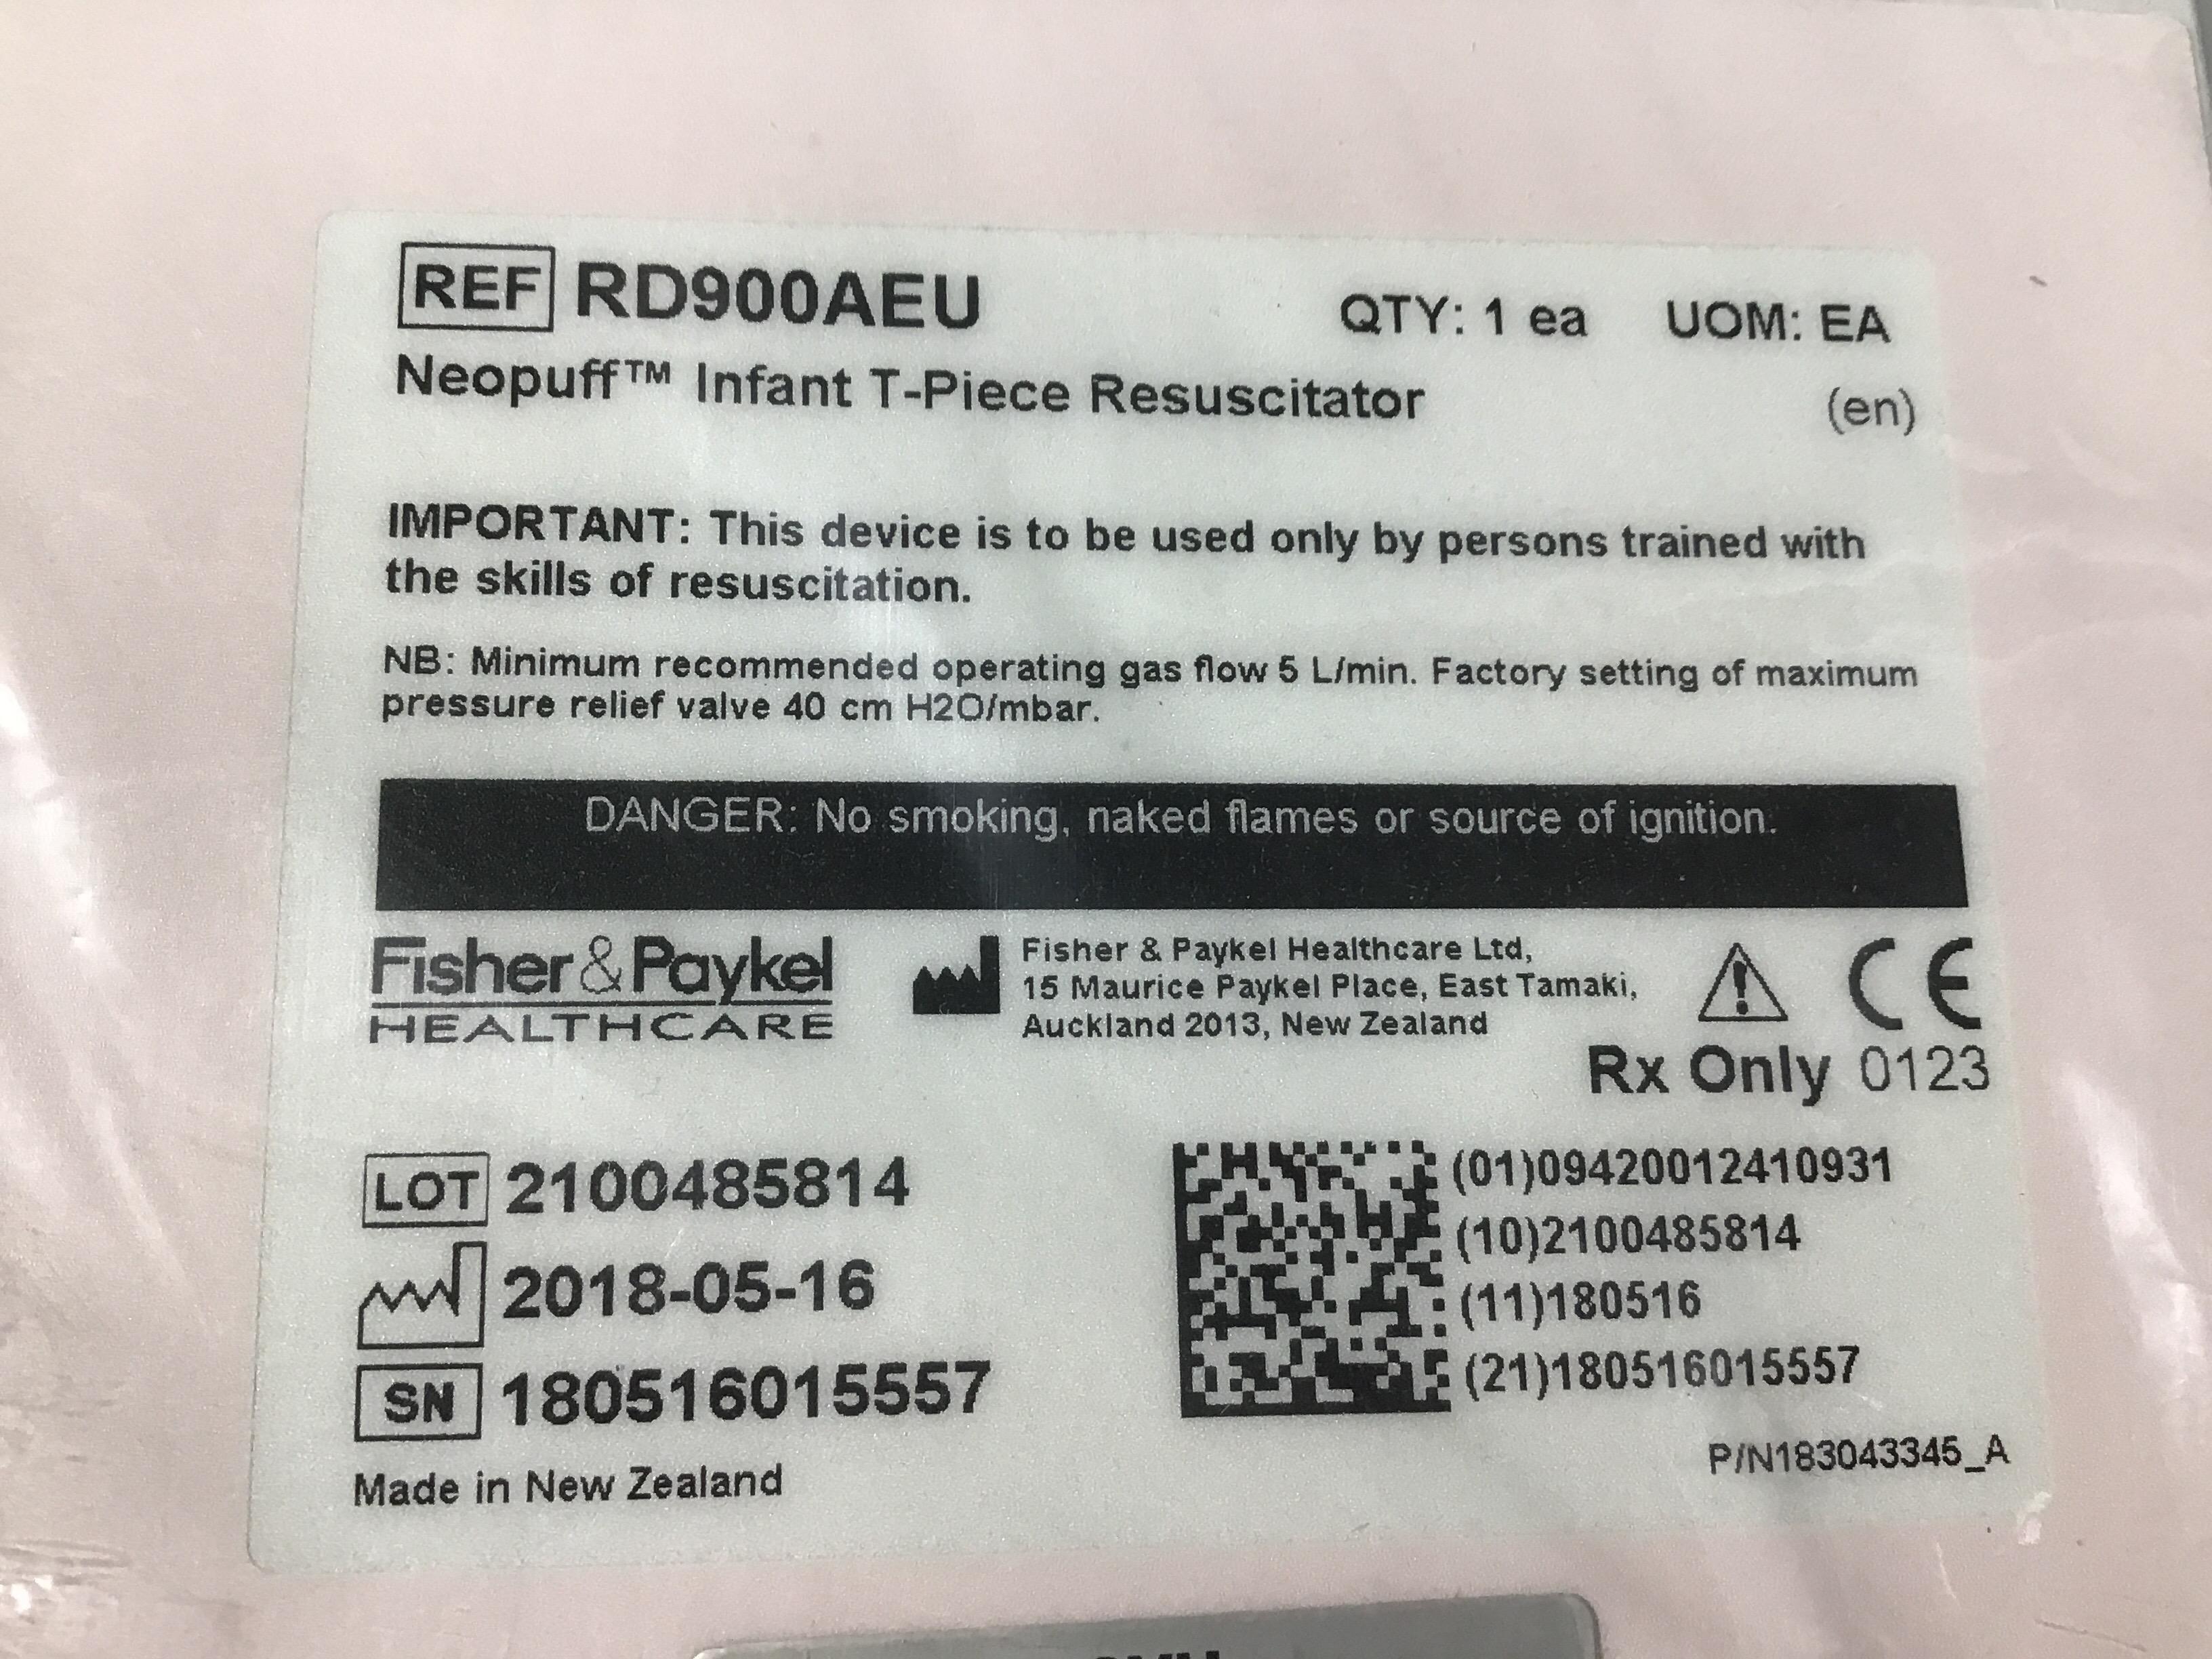 REF RD900AEU QTY: 1 ea UOM: EA
Neopuff™ Infant T-Piece Resuscitator (en)
IMPORTANT: This device is to be used only by persons trained with
the skills of resuscitation.
NB: Minimum recommended operating gas flow 5 L/min. Factory setting of maximum
pressure relief valve 40 cm H2O/mbar.
DANGER: No smoking, naked flames or source of ignition.
Fisher & Paykel
HEALTHCARE
Fisher & Paykel Healthcare Ltd,
15 Maurice Paykel Place, East Tamaki,
Auckland 2013, New Zealand
CE
Rx Only 0123
LOT 2100485814
2018-05-16
SN 180516015557
Made in New Zealand
(01)09420012410931
(10)2100485814
(11)180516
(21)180516015557
P/N183043345_A